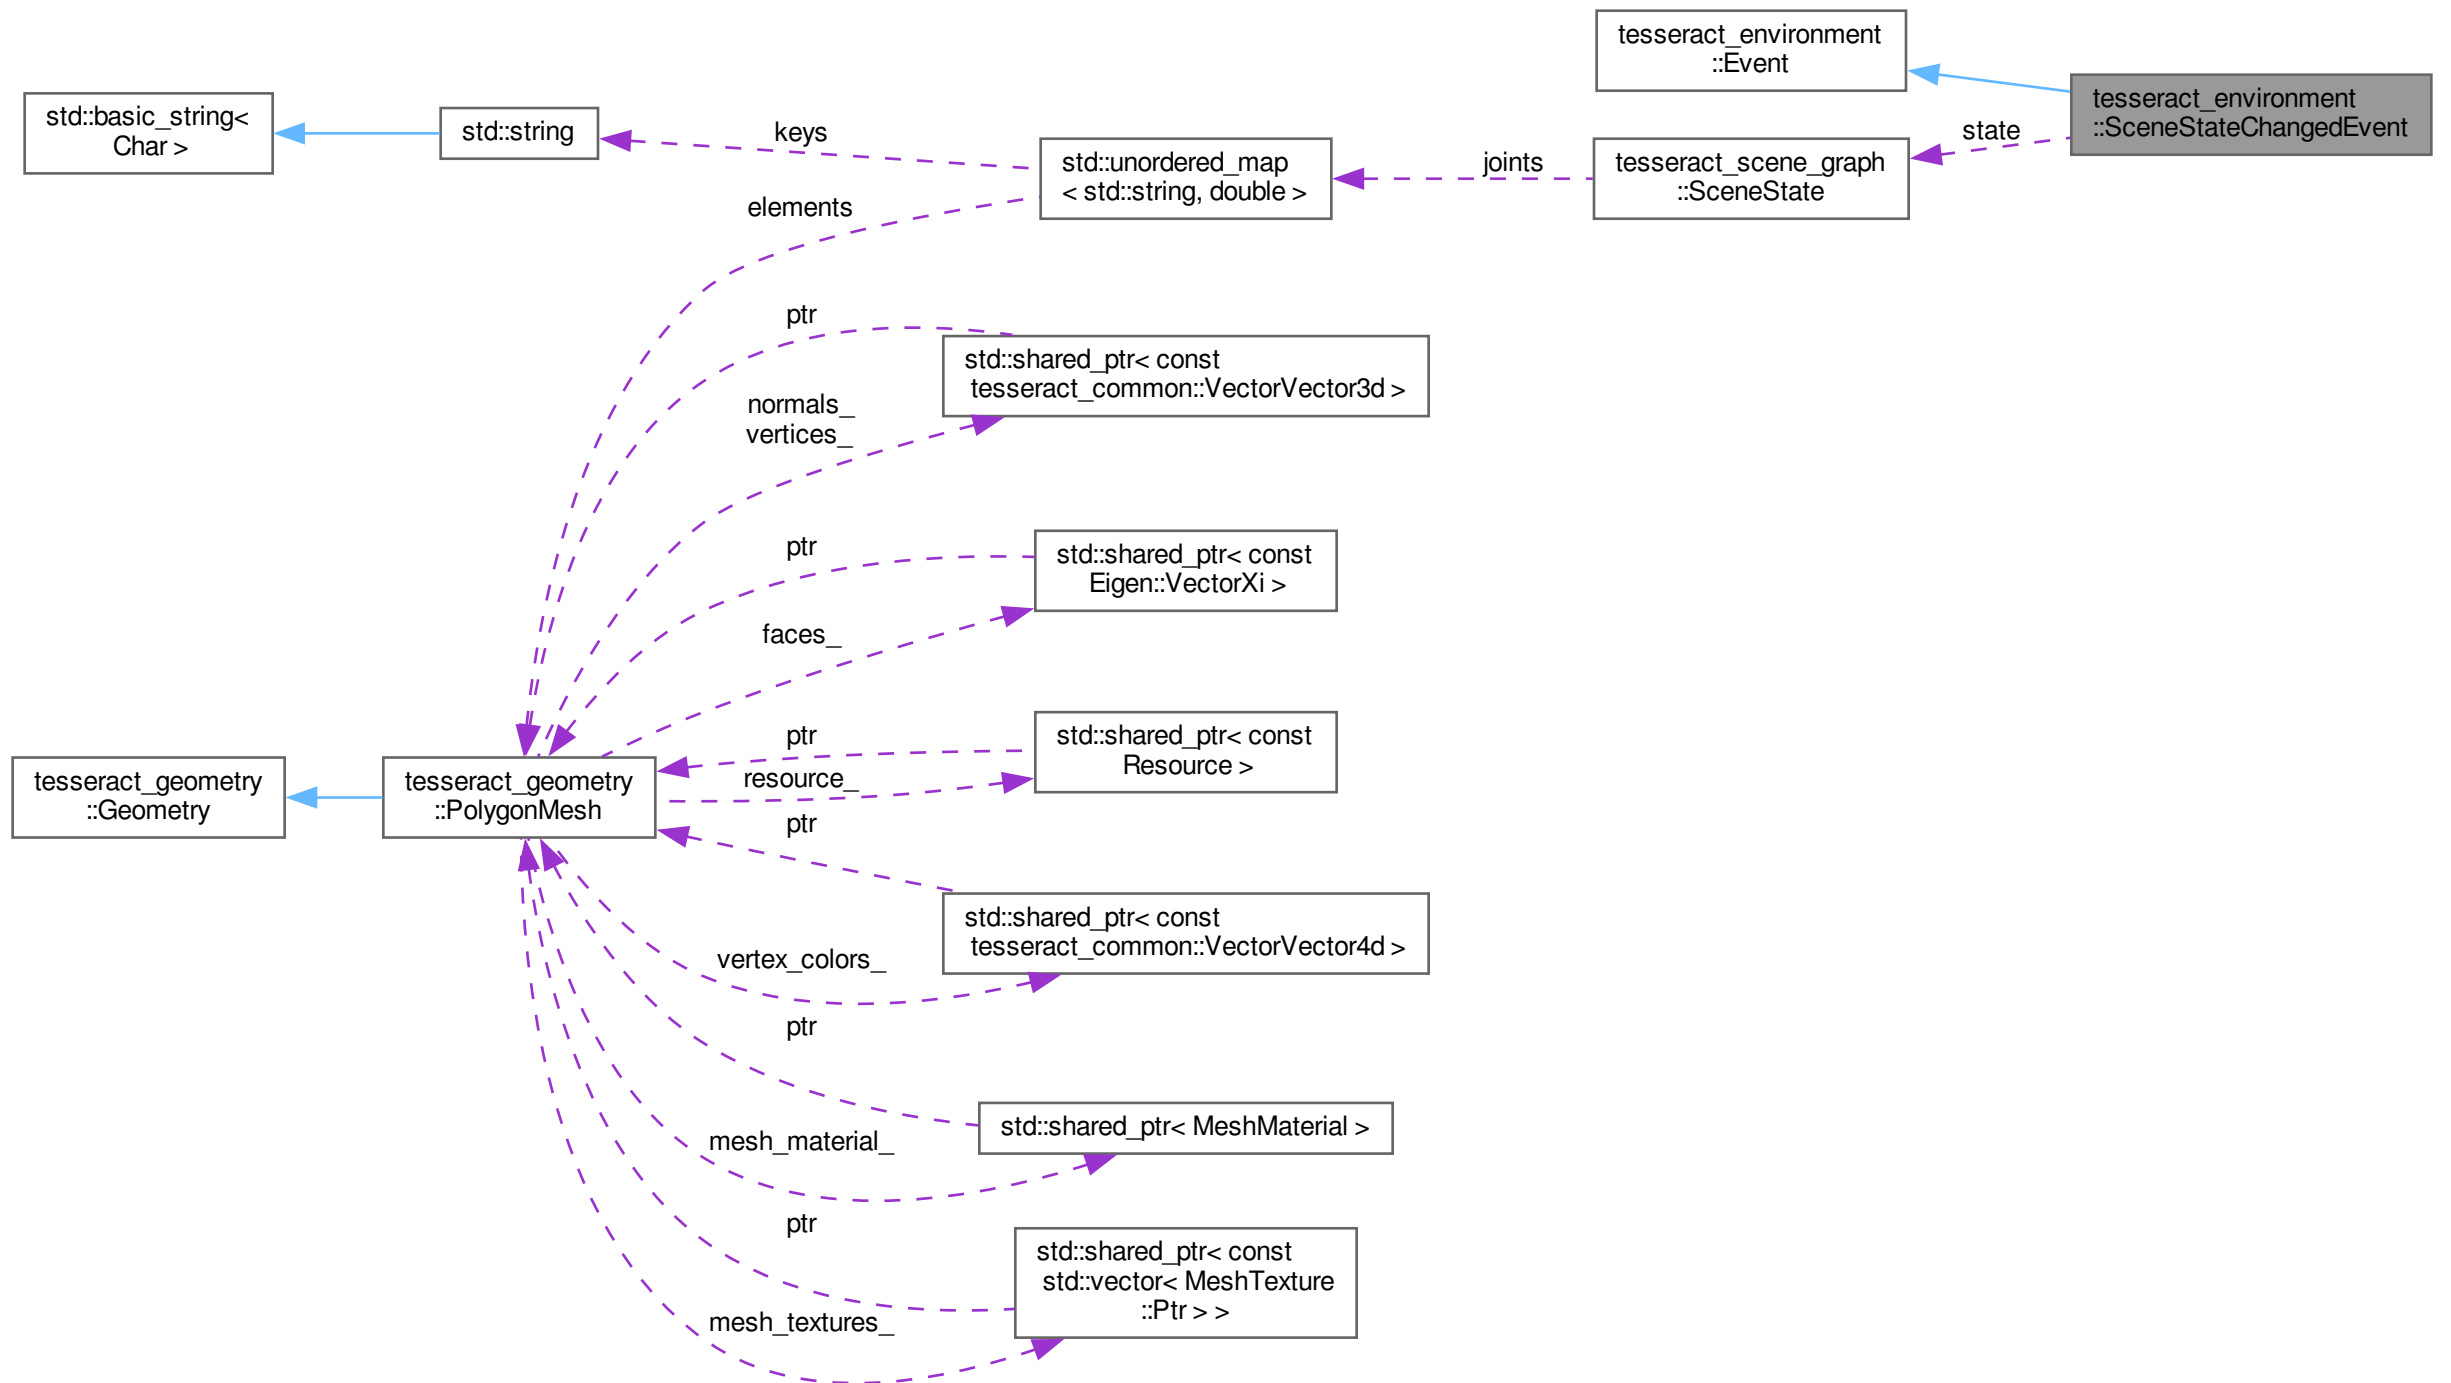 tesseract_environment
::Event
tesseract_environment
::SceneStateChangedEvent
state
tesseract_scene_graph
::SceneState
joints
std::unordered_map
< std::string, double >
keys
std::string
std::basic_string<
Char >
elements
ptr
std::shared_ptr< const
tesseract_common::VectorVector3d >
normals_
vertices_
ptr
std::shared_ptr< const
Eigen::VectorXi >
faces_
ptr
std::shared_ptr< const
Resource >
resource_
tesseract_geometry
::Geometry
tesseract_geometry
::PolygonMesh
ptr
std::shared_ptr< const
tesseract_common::VectorVector4d >
vertex_colors_
ptr
std::shared_ptr< MeshMaterial >
mesh_material_
ptr
std::shared_ptr< const
std::vector< MeshTexture
::Ptr > >
mesh_textures_